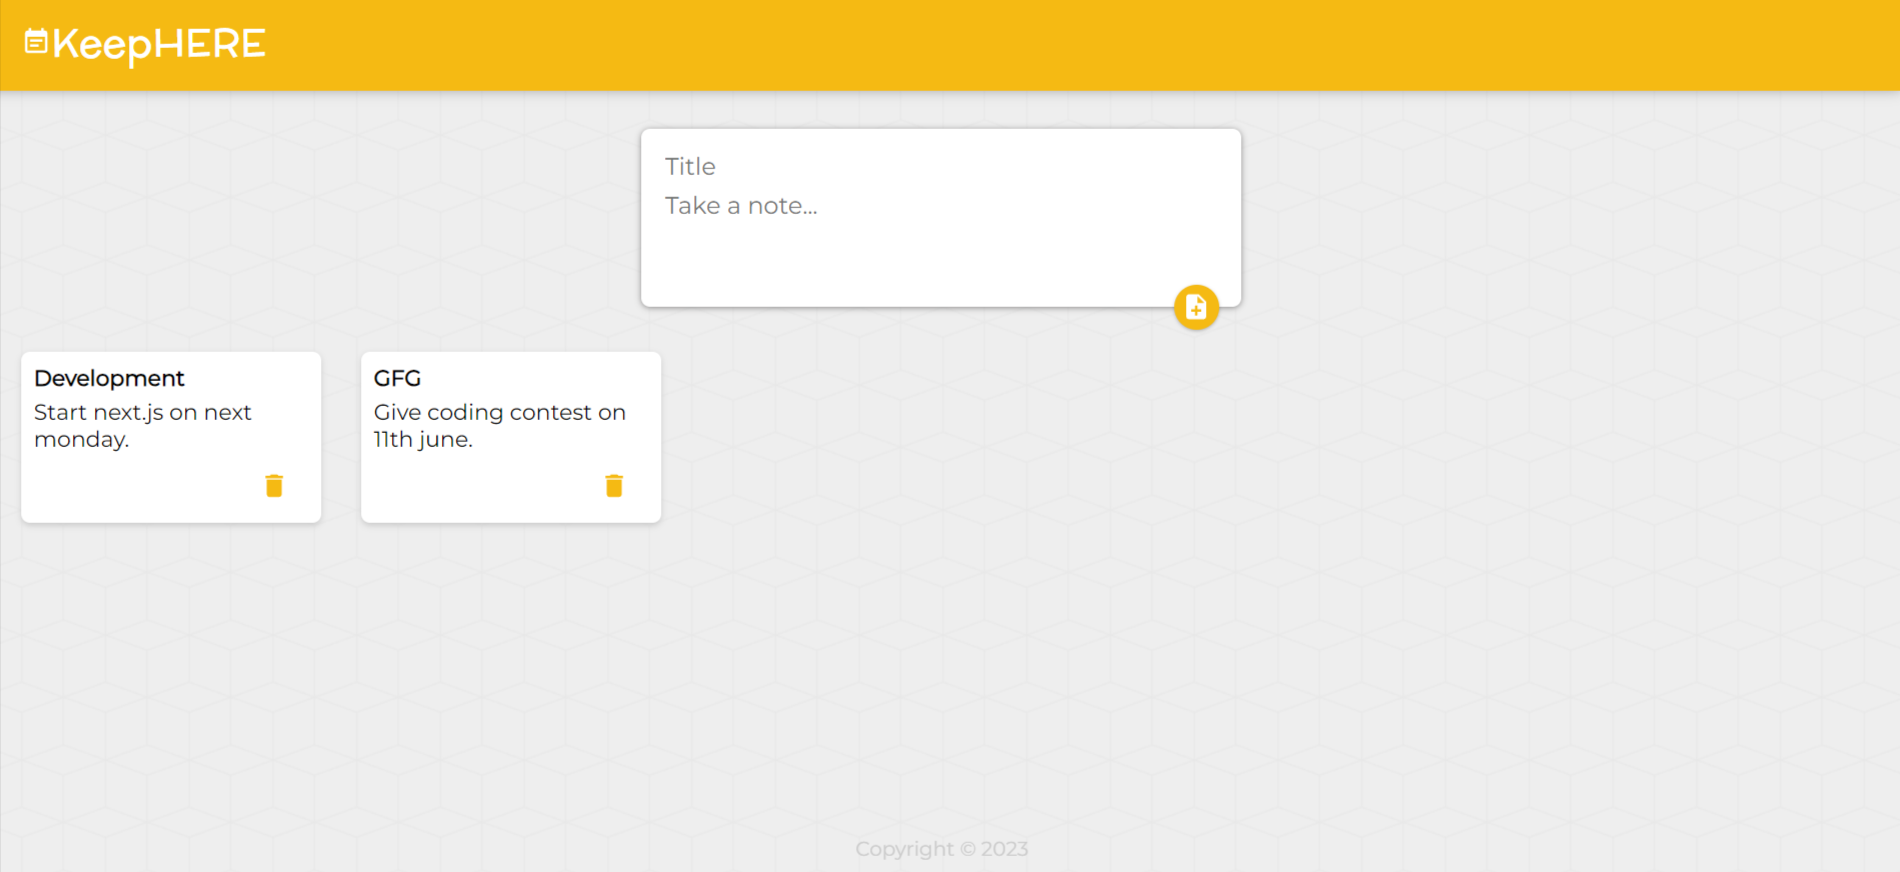 KeepHERE
Title
Take a note...
Development
Start next.js on next
monday.
GFG
Give coding contest on
11th june.
Copyright © 2023